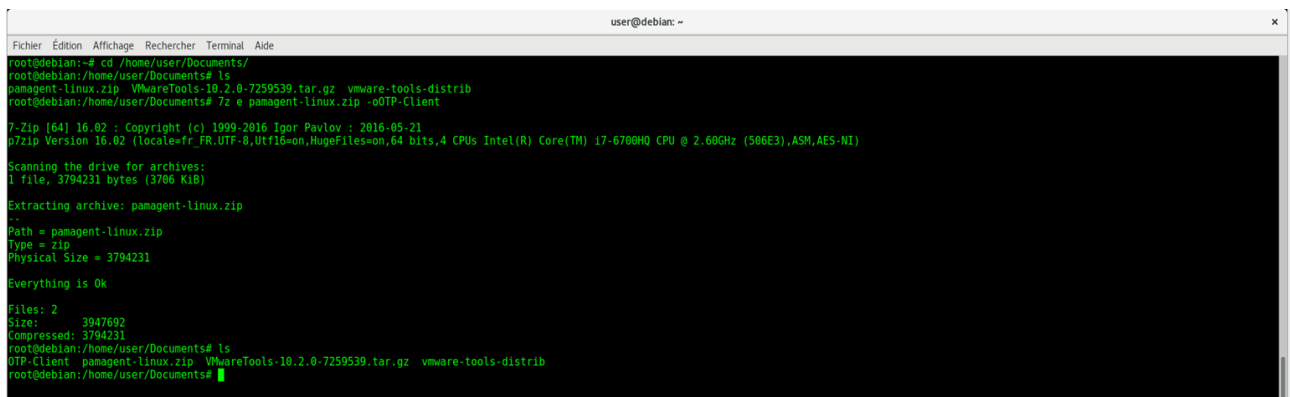 user@debian: ~
×
Fichier Édition Affichage Rechercher Terminal Aide
root@debian:~# cd /home/user/Documents/
root@debian:/home/user/Documents# ls
pamagent-linux.zip  VMwareTools-10.2.0-7259539.tar.gz  vmware-tools-distrib
root@debian:/home/user/Documents# 7z e pamagent-linux.zip -oOTP-Client
7-Zip [64] 16.02 : Copyright (c) 1999-2016 Igor Pavlov : 2016-05-21
p7zip Version 16.02 (locale=fr_FR.UTF-8,Utf16=on,HugeFiles=on,64 bits,4 CPUs Intel(R) Core(TM) i7-6700HQ CPU @ 2.60GHz (506E3),ASM,AES-NI)
Scanning the drive for archives:
1 file, 3794231 bytes (3706 KiB)
Extracting archive: pamagent-linux.zip
--
Path = pamagent-linux.zip
Type = zip
Physical Size = 3794231
Everything is Ok
Files: 2
Size:       3947692
Compressed: 3794231
root@debian:/home/user/Documents# ls
OTP-Client  pamagent-linux.zip  VMwareTools-10.2.0-7259539.tar.gz  vmware-tools-distrib
root@debian:/home/user/Documents#